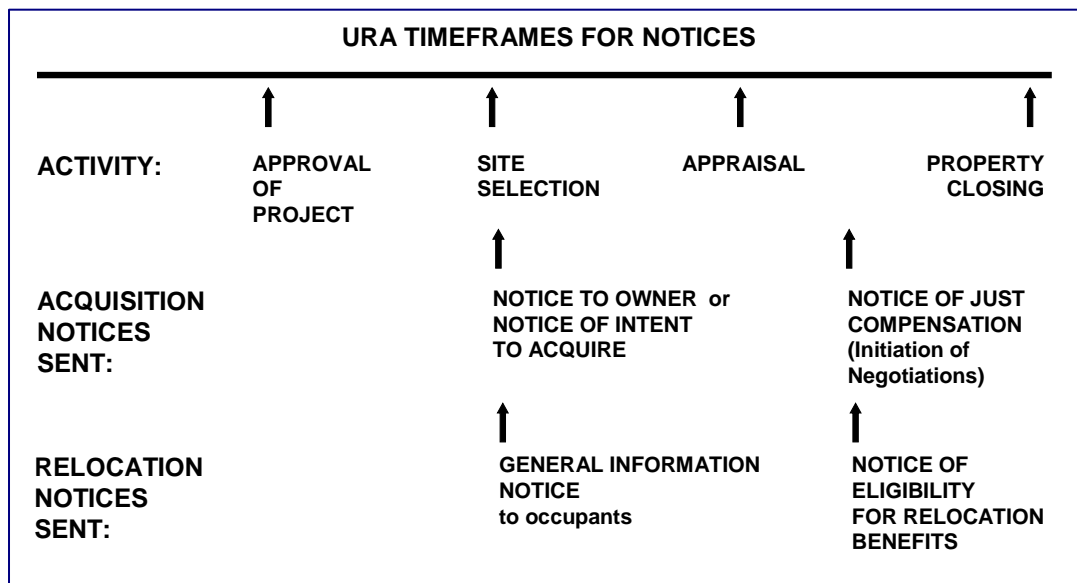 URA TIMEFRAMES FOR NOTICES
ACTIVITY:
APPROVAL
OF
PROJECT
SITE
SELECTION
APPRAISAL
PROPERTY
CLOSING
ACQUISITION
NOTICES
SENT:
NOTICE TO OWNER or
NOTICE OF INTENT
TO ACQUIRE
NOTICE OF JUST
COMPENSATION
(Initiation of
Negotiations)
RELOCATION
NOTICES
SENT:
GENERAL INFORMATION
NOTICE
to occupants
NOTICE OF
ELIGIBILITY
FOR RELOCATION
BENEFITS